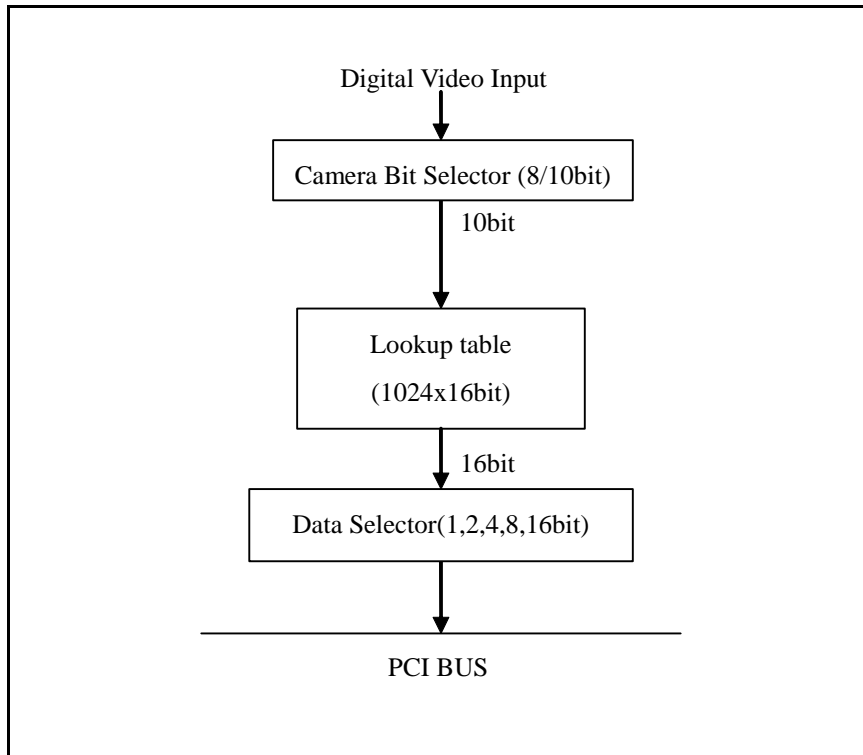 Digital Video Input
Camera Bit Selector (8/10bit)
10bit
Lookup table
(1024x16bit)
16bit
Data Selector(1,2,4,8,16bit)
PCI BUS